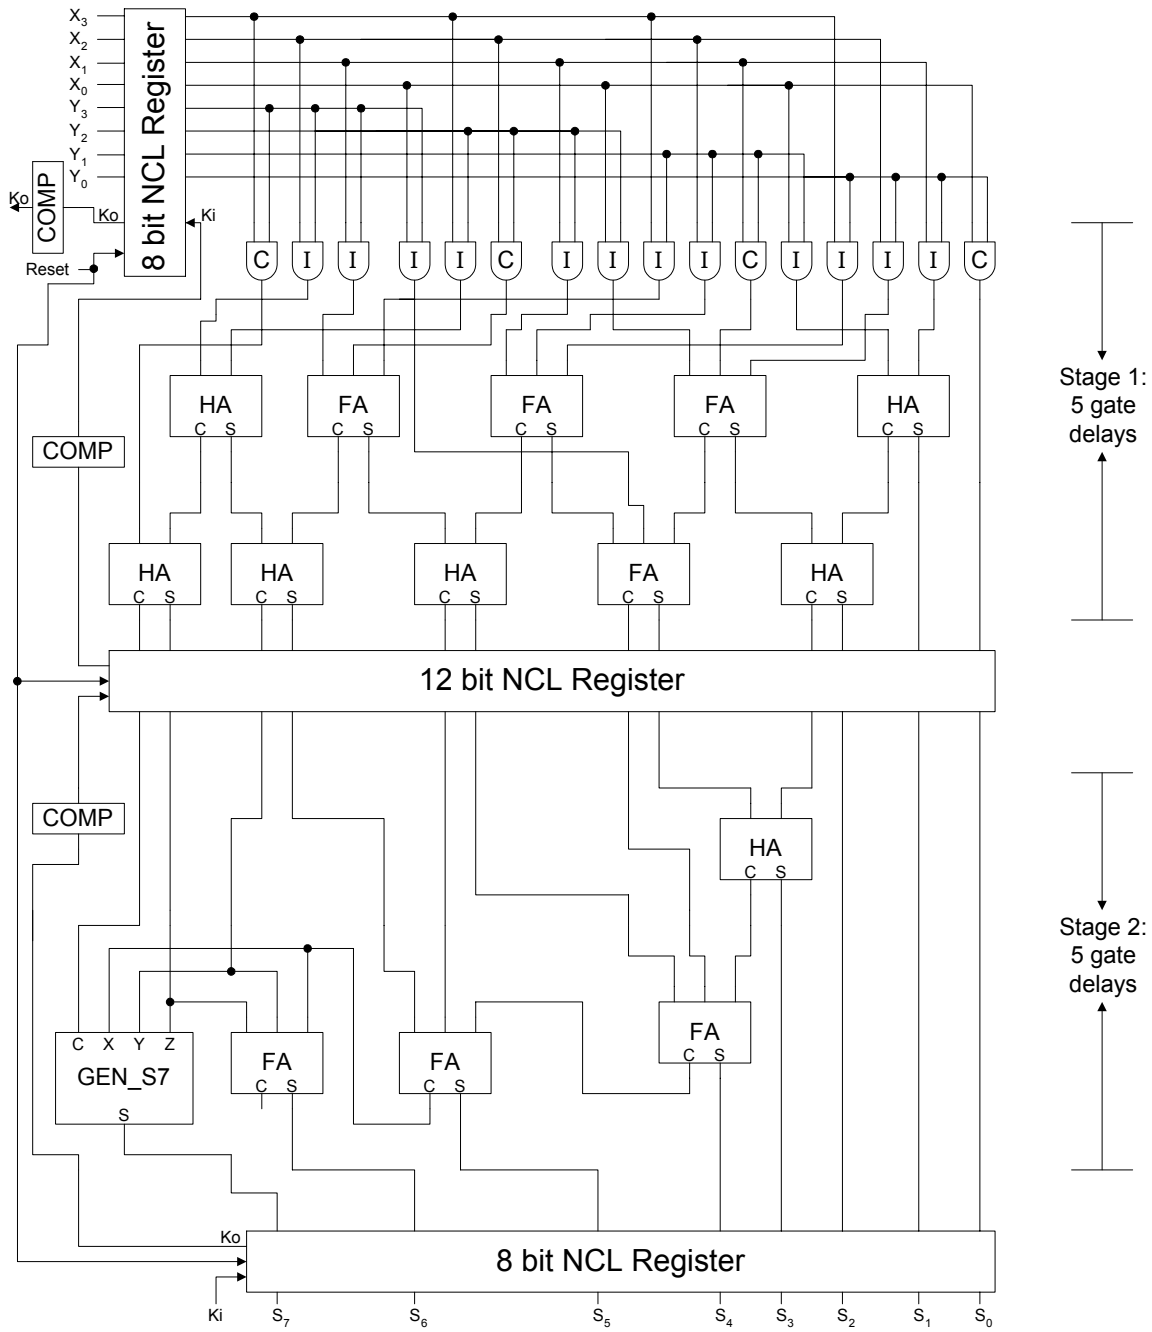 X3
X2
X1
X0
Y3
Y2
Y1
Y0
8 bit NCL Register
Ko
COMP
Ko
Ki
Reset
C I I I I C I I I I C I I I I C
Stage 1:
5 gate
delays
HA
C S
FA
C S
FA
C S
FA
C S
HA
C S
COMP
HA
C S
HA
C S
HA
C S
FA
C S
HA
C S
12 bit NCL Register
COMP
HA
C S
Stage 2:
5 gate
delays
C X Y Z
GEN_S7
S
FA
C S
FA
C S
FA
C S
Ko
8 bit NCL Register
Ki
S7 S6 S5 S4 S3 S2 S1 S0